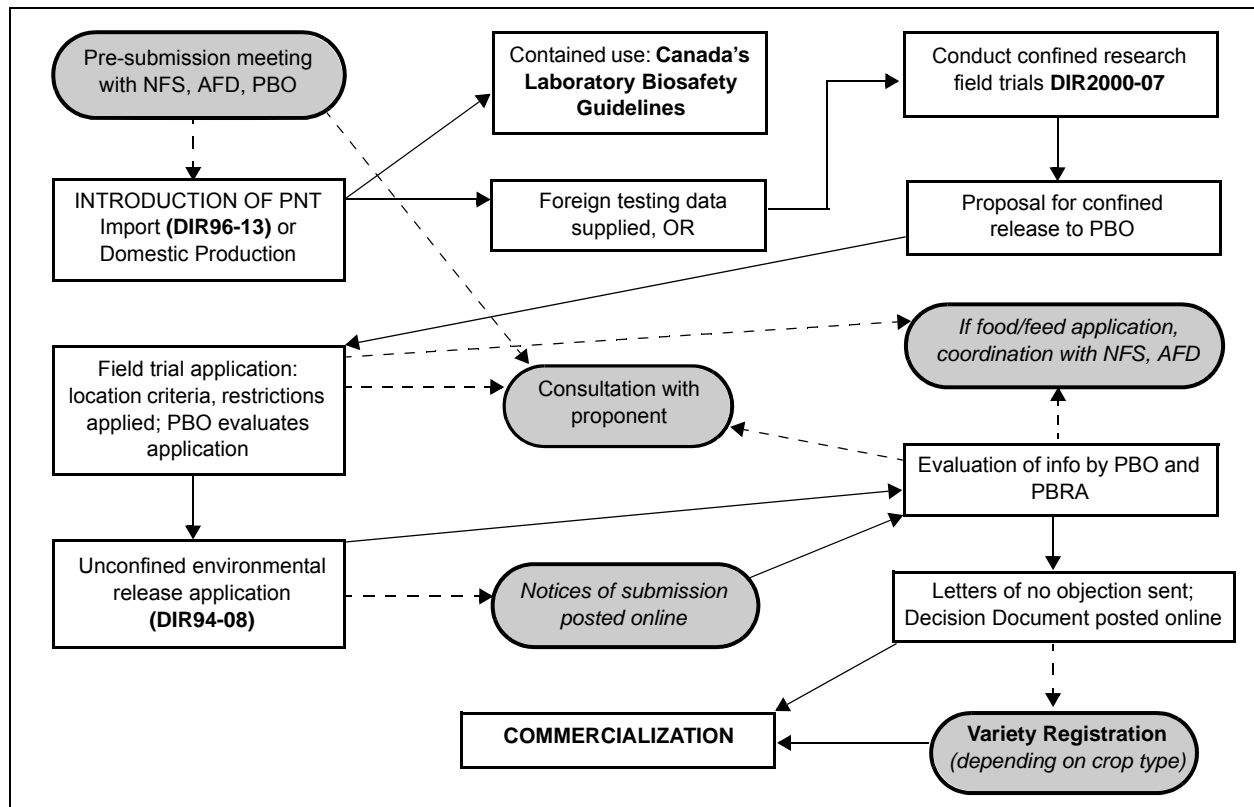 Pre-submission meeting
with NFS, AFD, PBO
Contained use: Canada's
Laboratory Biosafety
Guidelines
Conduct confined research
field trials DIR2000-07
INTRODUCTION OF PNT
Import (DIR96-13) or
Domestic Production
Foreign testing data
supplied, OR
Proposal for confined
release to PBO
Field trial application:
location criteria, restrictions
applied; PBO evaluates
application
Consultation with
proponent
If food/feed application,
coordination with NFS, AFD
Evaluation of info by PBO and
PBRA
Unconfined environmental
release application
(DIR94-08)
Notices of submission
posted online
Letters of no objection sent;
Decision Document posted online
COMMERCIALIZATION
Variety Registration
(depending on crop type)